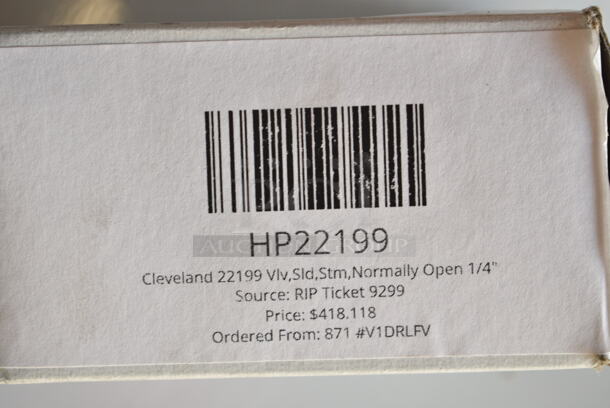 HP22199
Cleveland 22199 Vlv,Sld,Stm,Normally Open 1/4"
Source: RIP Ticket 9299
Price: $418.118
Ordered From: 871 #V1DRLFV